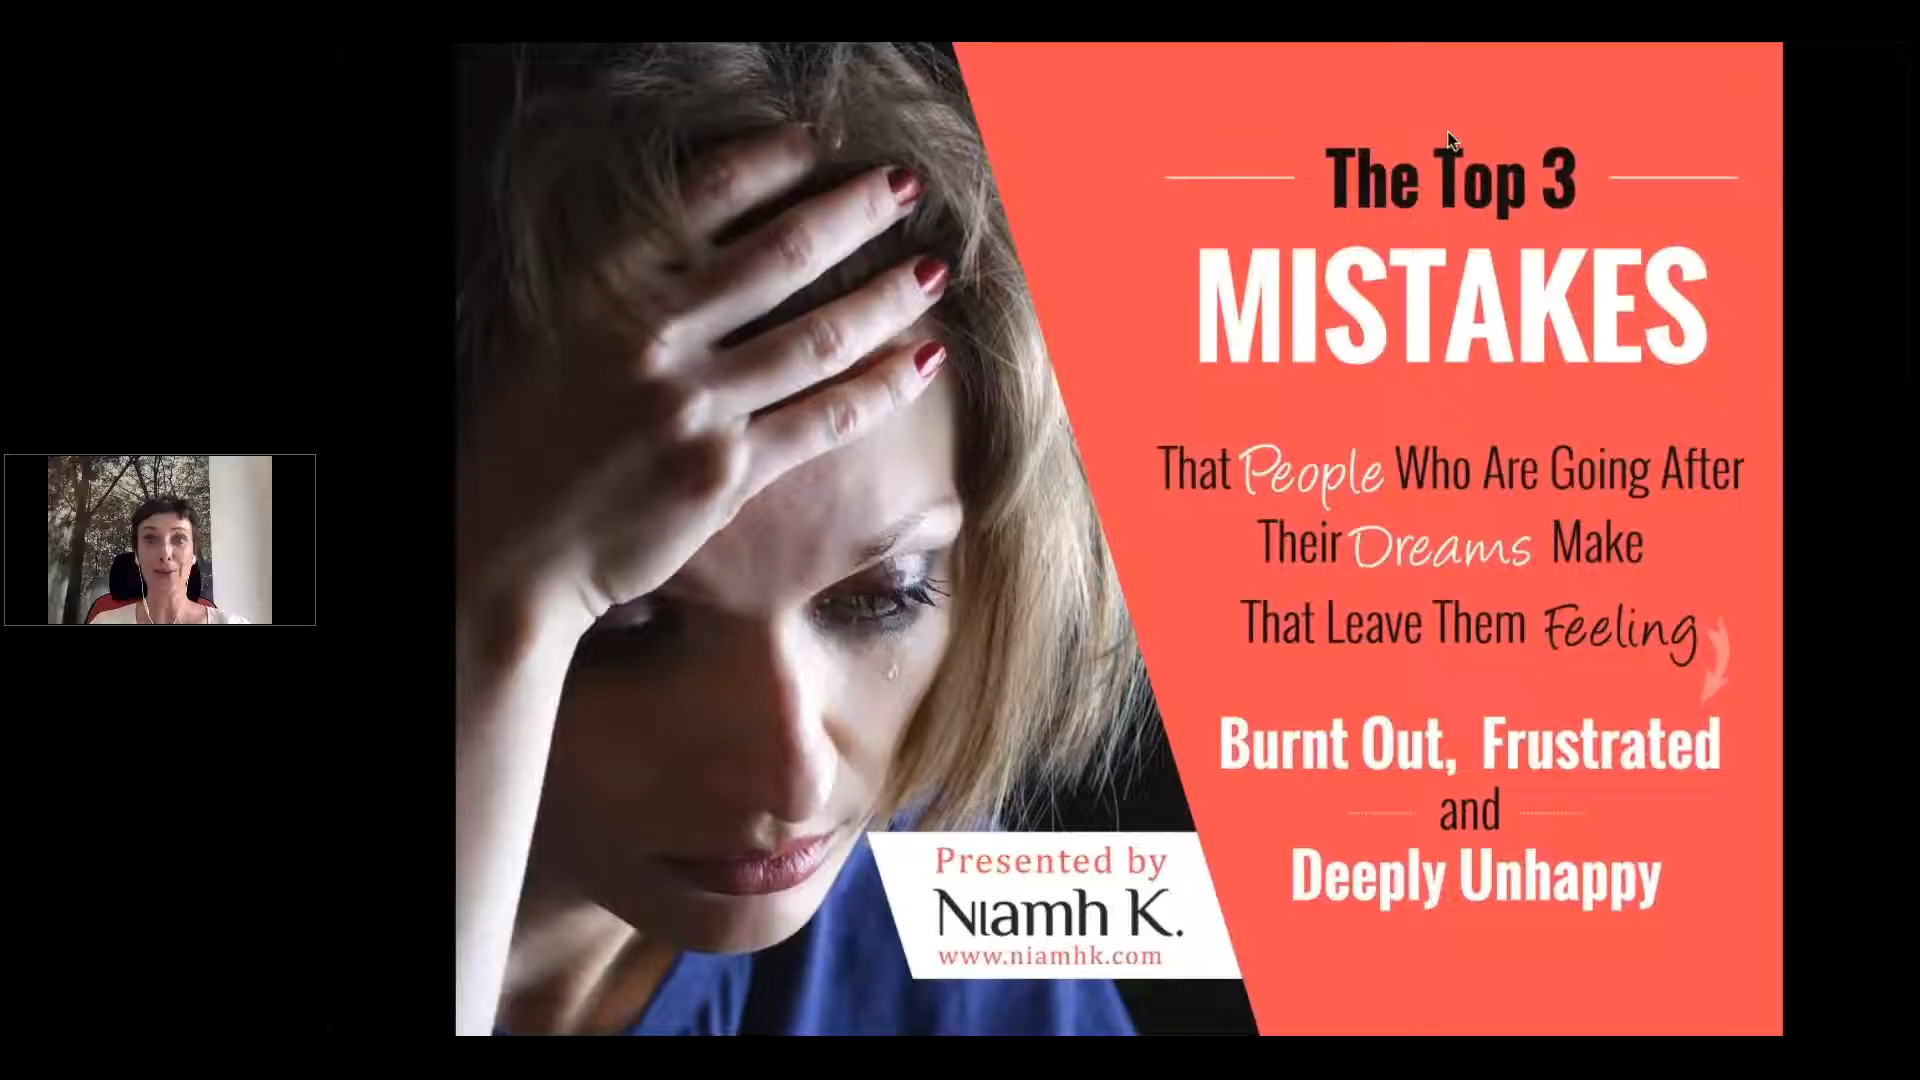 The Top 3
MISTAKES
That People Who Are Going After
Their Dreams Make
That Leave Them Feeling
Burnt Out, Frustrated
and
Deeply Unhappy
Presented by
Niamh K.
www.niamhk.com